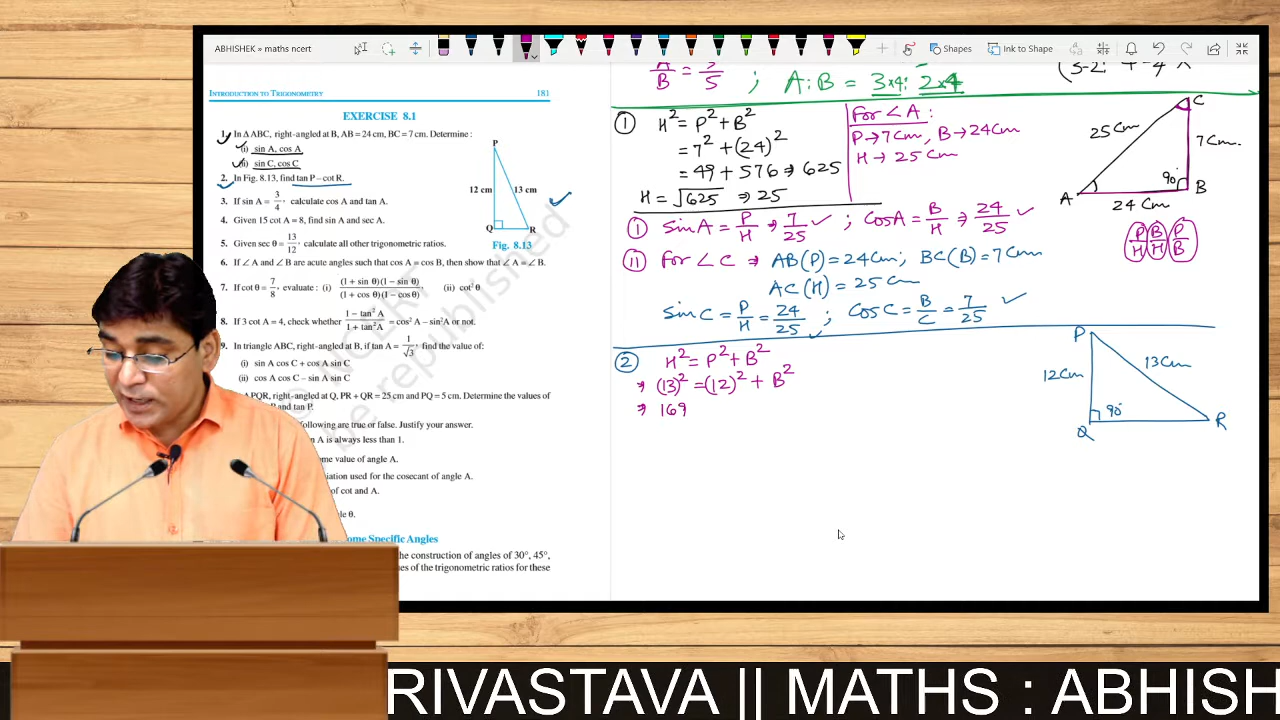 ABHISHEK » maths ncert
Shapes
Ink to Shape
INTRODUCTION TO TRIGONOMETRY 181
EXERCISE 8.1
1. In Δ ABC, right-angled at B, AB = 24 cm, BC = 7 cm. Determine :
(i) sin A, cos A
(ii) sin C, cos C
2. In Fig. 8.13, find tan P – cot R.
3. If sin A = 3/4, calculate cos A and tan A.
4. Given 15 cot A = 8, find sin A and sec A.
5. Given sec θ = 13/12, calculate all other trigonometric ratios.
6. If ∠ A and ∠ B are acute angles such that cos A = cos B, then show that ∠ A = ∠ B.
7. If cot θ = 7/8, evaluate : (i) (1 + sin θ)(1 – sin θ)/(1 + cos θ)(1 – cos θ), (ii) cot² θ
8. If 3 cot A = 4, check whether (1 – tan² A)/(1 + tan² A) = cos² A – sin² A or not.
9. In triangle ABC, right-angled at B, if tan A = 1/√3 find the value of:
(i) sin A cos C + cos A sin C
(ii) cos A cos C – sin A sin C
PQR, right-angled at Q, PR + QR = 25 cm and PQ = 5 cm. Determine the values of
and tan P.
following are true or false. Justify your answer.
an A is always less than 1.
ome value of angle A.
iation used for the cosecant of angle A.
of cot and A.
le θ.
ome Specific Angles
the construction of angles of 30°, 45°,
ues of the trigonometric ratios for these
P
12 cm
13 cm
Q
R
Fig. 8.13
© NCERT
be republished
A/B = 3/5 ; A:B = 3×4: 2×4
① H² = P² + B²
= 7² + (24)²
= 49 + 576 ⇒ 625
H = √625 ⇒ 25
For ∠A :
P → 7 Cm, B → 24 Cm
H → 25 Cm
C
25 Cm
7 Cm
90°
A
B
24 Cm
P/H B/H P/B
① sin A = P/H ⇒ 7/25 ; Cos A = B/H ⇒ 24/25
(ii) For ∠C ⇒ AB (P) = 24 Cm ; BC (B) = 7 Cm
AC (H) = 25 Cm
sin C = P/H = 24/25 ; Cos C = B/C = 7/25
② H² = P² + B²
⇒ (13)² = (12)² + B²
⇒ 169
P
12 Cm
13 Cm
90°
Q
R
RIVASTAVA || MATHS : ABHISH